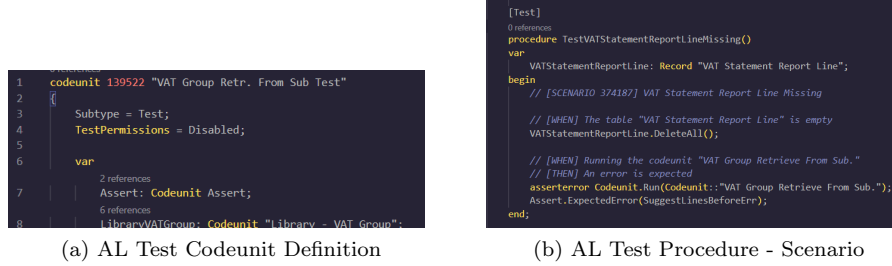 0 references
1 codeunit 139522 "VAT Group Retr. From Sub Test"
2 {
3 Subtype = Test;
4 TestPermissions = Disabled;
5
6 var
2 references
7 Assert: Codeunit Assert;
6 references
8 LibraryVATGroup: Codeunit "Library - VAT Group";
(a) AL Test Codeunit Definition
[Test]
0 references
procedure TestVATStatementReportLineMissing()
var
VATStatementReportLine: Record "VAT Statement Report Line";
begin
// [SCENARIO 374187] VAT Statement Report Line Missing
// [WHEN] The table "VAT Statement Report Line" is empty
VATStatementReportLine.DeleteAll();
// [WHEN] Running the codeunit "VAT Group Retrieve From Sub."
// [THEN] An error is expected
asserterror Codeunit.Run(Codeunit::"VAT Group Retrieve From Sub.");
Assert.ExpectedError(SuggestLinesBeforeErr);
end;
(b) AL Test Procedure - Scenario